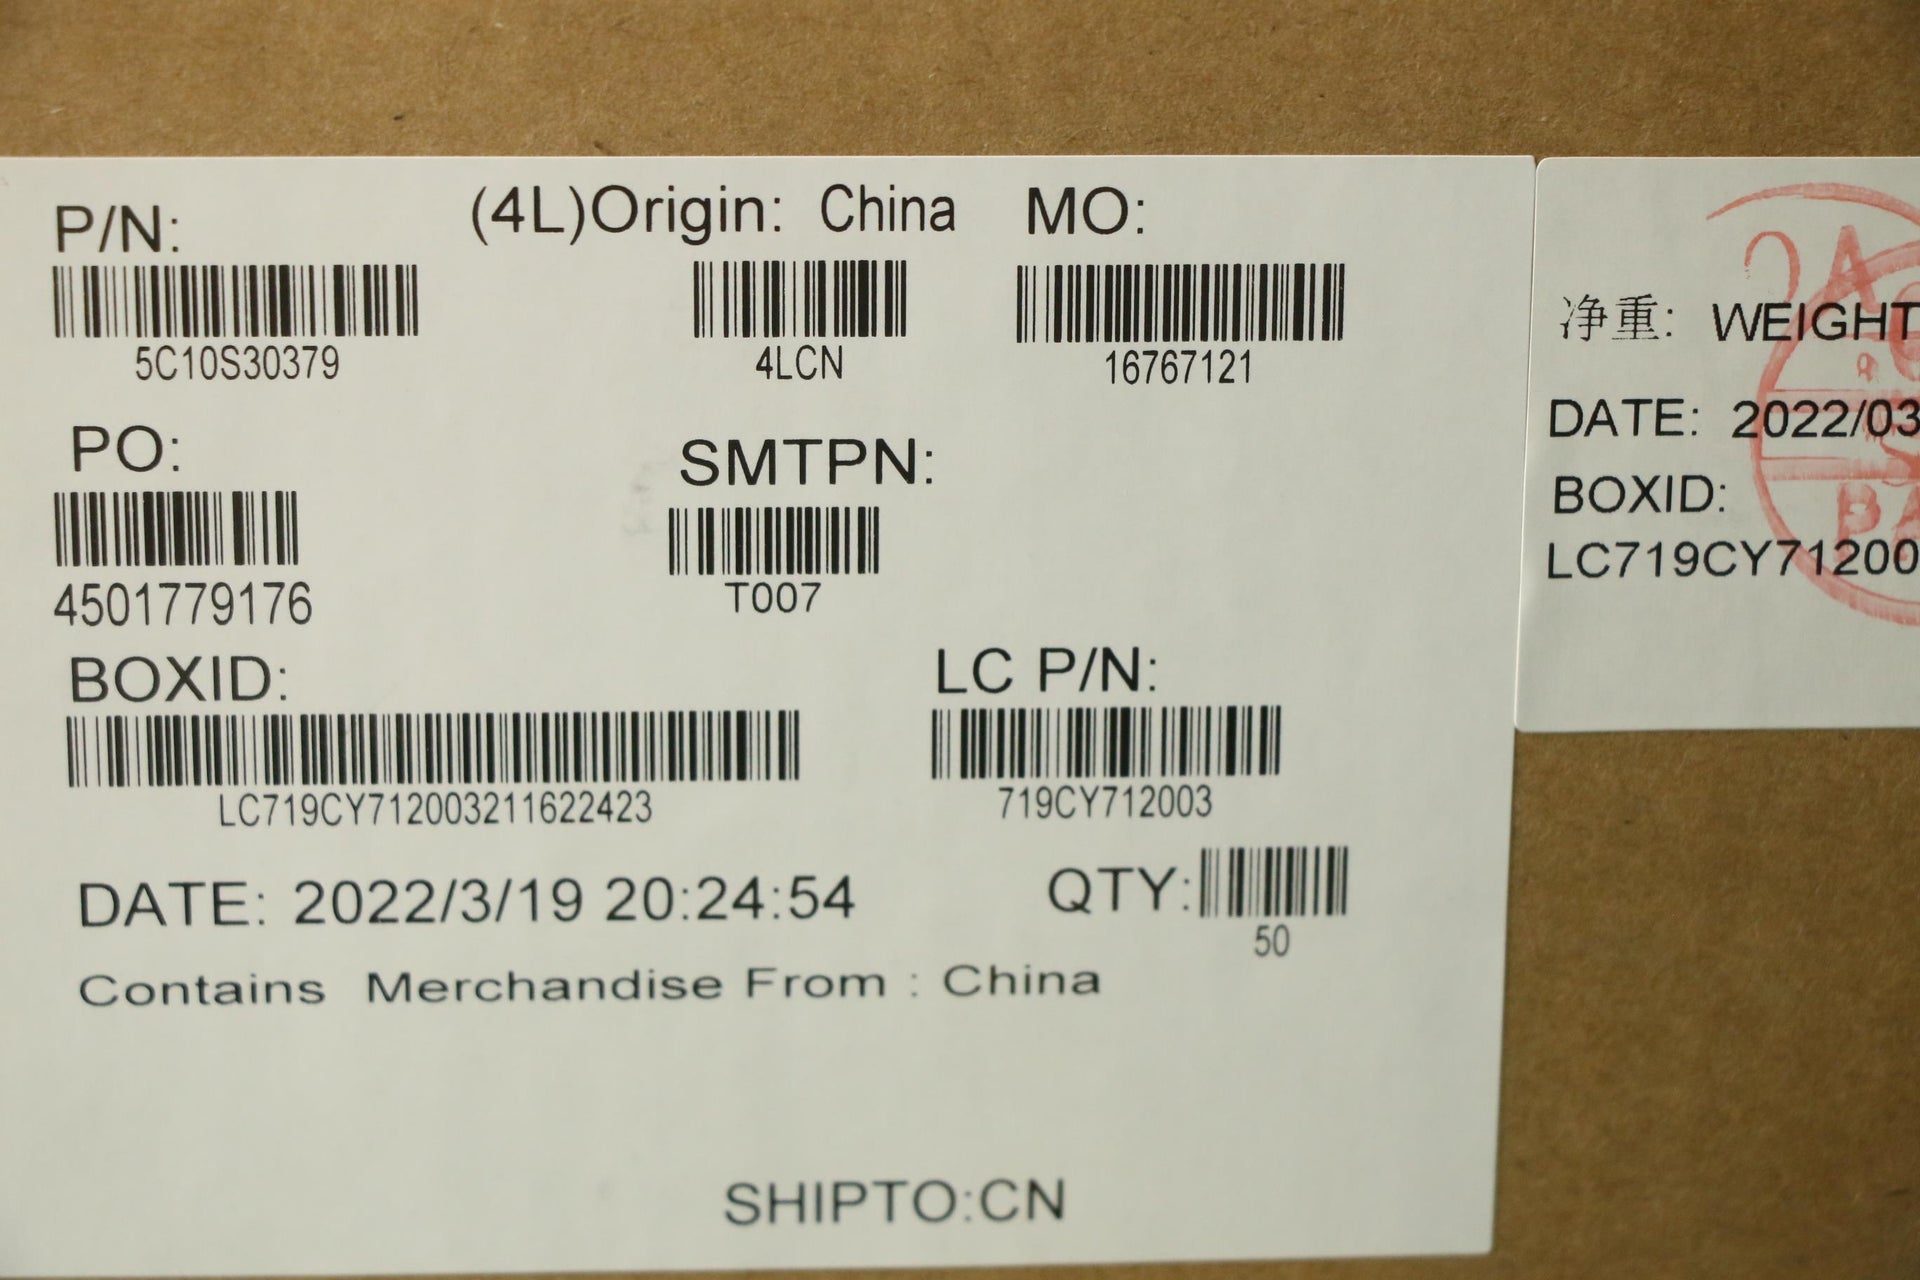 P/N:
(4L)Origin: China
MO:
5C10S30379
4LCN
16767121
PO:
SMTPN:
4501779176
T007
BOXID:
LC P/N:
LC719CY712003211622423
719CY712003
DATE: 2022/3/19 20:24:54
QTY:
50
Contains Merchandise From : China
SHIPTO:CN
净重: WEIGHT
DATE: 2022/03
BOXID:
LC719CY71200